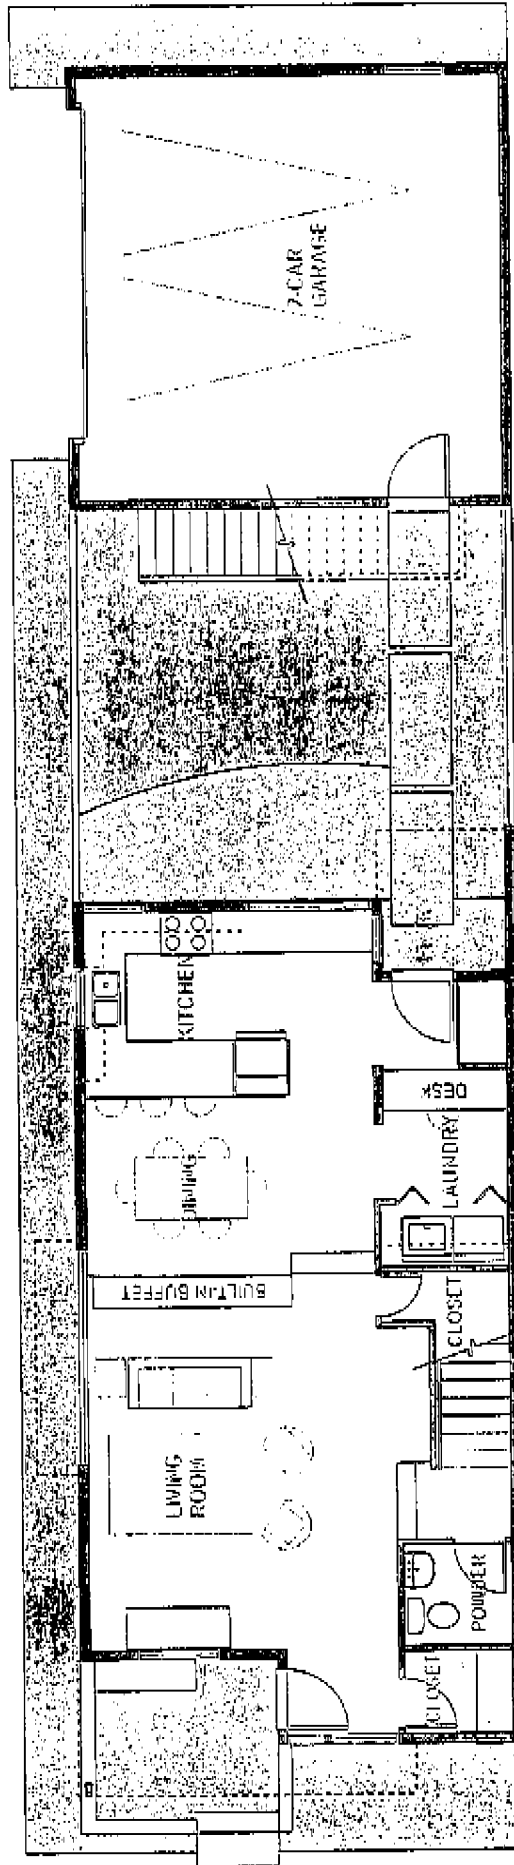 2-CAR
GARAGE
KITCHEN
DINING
DESK
LAUNDRY
BUILT-IN BUFFET
CLOSET
LIVING
ROOM
POWDER
CLOSET